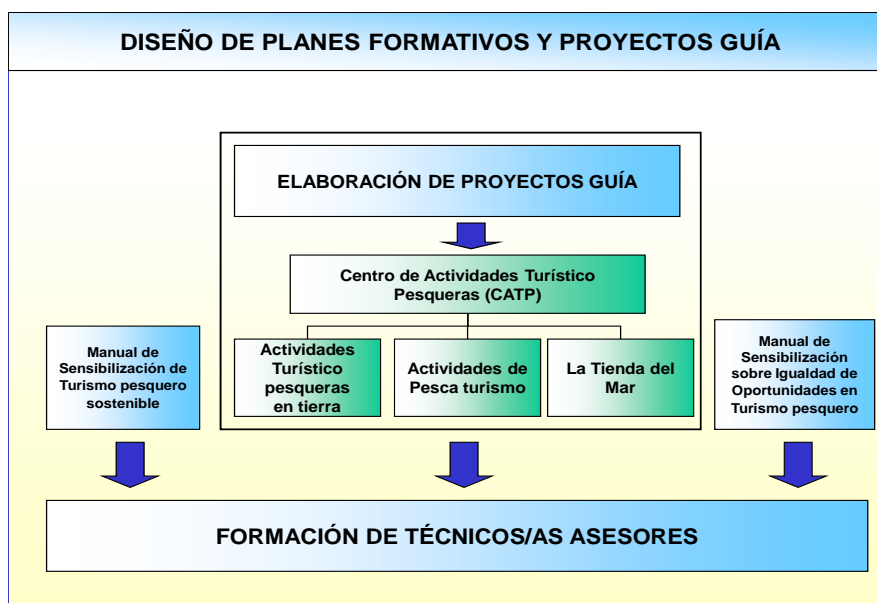 DISEÑO DE PLANES FORMATIVOS Y PROYECTOS GUÍA
ELABORACIÓN DE PROYECTOS GUÍA
Centro de Actividades Turístico
Pesqueras (CATP)
Manual de
Sensibilización de
Turismo pesquero
sostenible
Actividades
Turístico
pesqueras
en tierra
Actividades de
Pesca turismo
La Tienda del
Mar
Manual de
Sensibilización
sobre Igualdad de
Oportunidades en
Turismo pesquero
FORMACIÓN DE TÉCNICOS/AS ASESORES